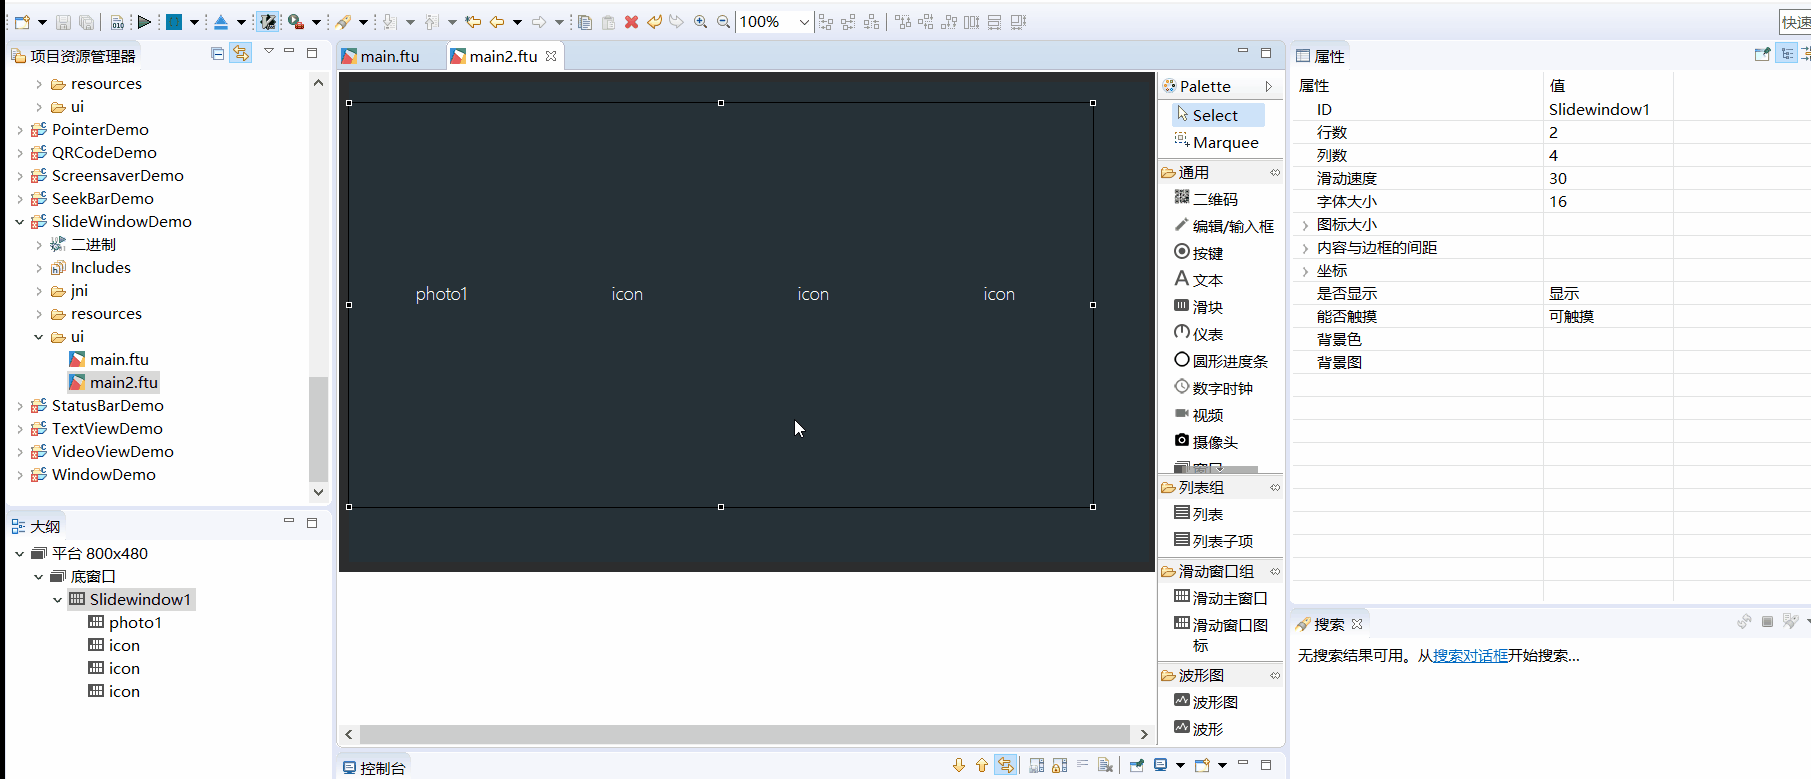 100%
快速
项目资源管理器
resources
ui
PointerDemo
QRCodeDemo
ScreensaverDemo
SeekBarDemo
SlideWindowDemo
二进制
Includes
jni
resources
ui
main.ftu
main2.ftu
StatusBarDemo
TextViewDemo
VideoViewDemo
WindowDemo
大纲
平台 800x480
底窗口
Slidewindow1
photo1
icon
icon
icon
main.ftu
main2.ftu
photo1 icon icon icon
Palette
Select
Marquee
通用
二维码
编辑/输入框
按键
文本
滑块
仪表
圆形进度条
数字时钟
视频
摄像头
窗口
列表组
列表
列表子项
滑动窗口组
滑动主窗口
滑动窗口图
标
波形图
波形图
波形
控制台
属性
属性 值
ID Slidewindow1
行数 2
列数 4
滑动速度 30
字体大小 16
图标大小
内容与边框的间距
坐标
是否显示 显示
能否触摸 可触摸
背景色
背景图
搜索
无搜索结果可用。从搜索对话框开始搜索...